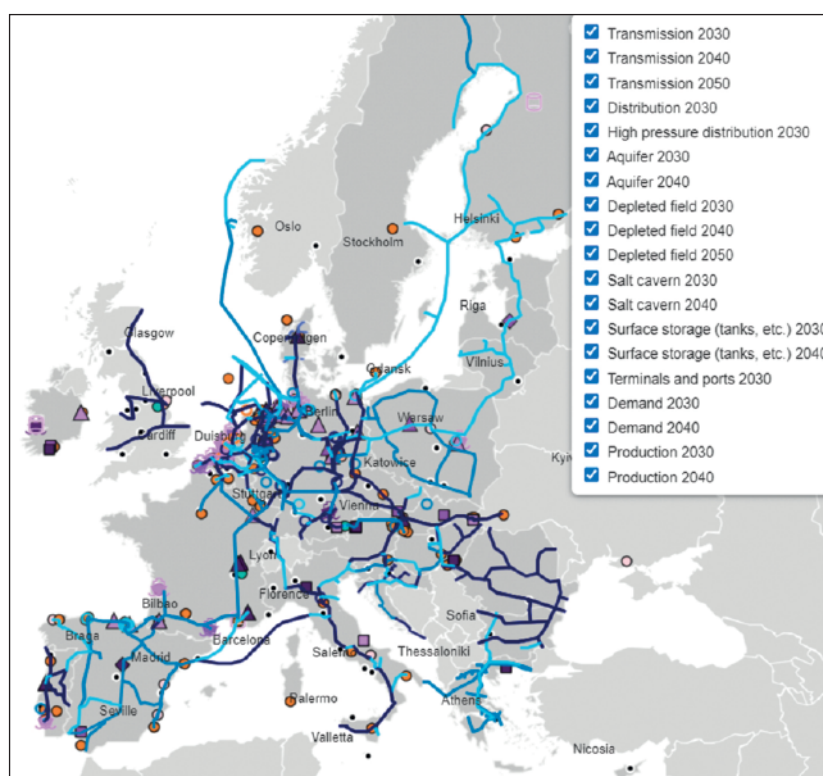 Transmission 2030
Transmission 2040
Transmission 2050
Distribution 2030
High pressure distribution 2030
Aquifer 2030
Aquifer 2040
Depleted field 2030
Depleted field 2040
Depleted field 2050
Salt cavern 2030
Salt cavern 2040
Surface storage (tanks, etc.) 2030
Surface storage (tanks, etc.) 2040
Terminals and ports 2030
Demand 2030
Demand 2040
Production 2030
Production 2040
Oslo
Stockholm
Helsinki
Riga
Glasgow
Copenhagen
Vilnius
Gdansk
Liverpool
Berlin
Warsaw
Cardiff
Duisburg
Katowice
Kyiv
Stuttgart
Vienna
Lyon
Florence
Bilbao
Sofia
Braga
Barcelona
Madrid
Salerno
Thessaloniki
Seville
Palermo
Athens
Valletta
Nicosia